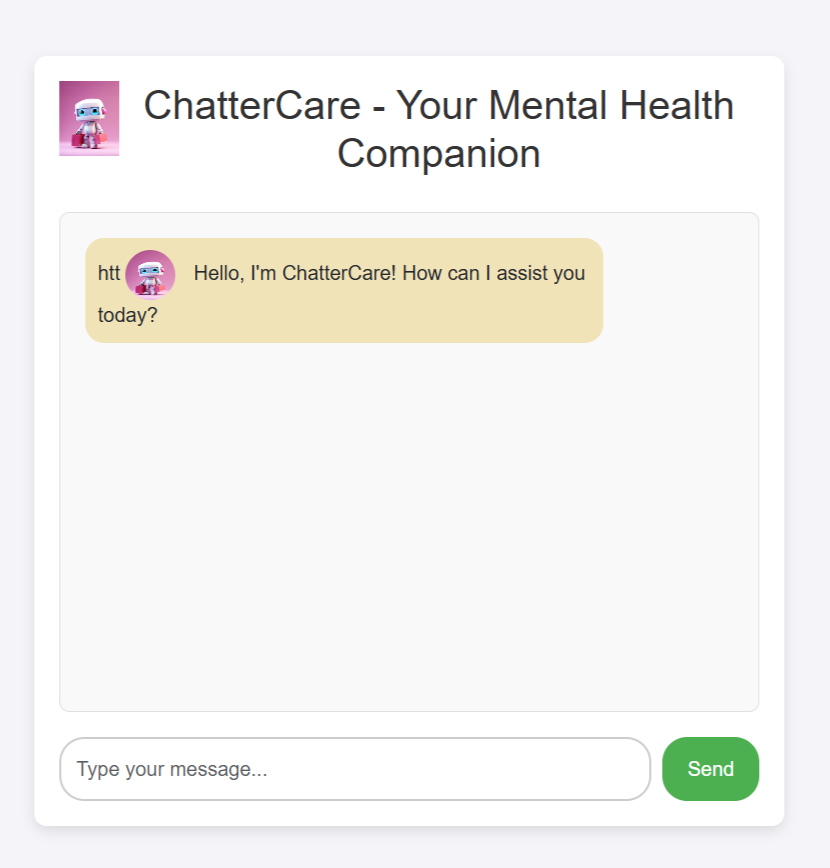 ChatterCare - Your Mental Health
Companion
htt Hello, I'm ChatterCare! How can I assist you
today?
Type your message...
Send